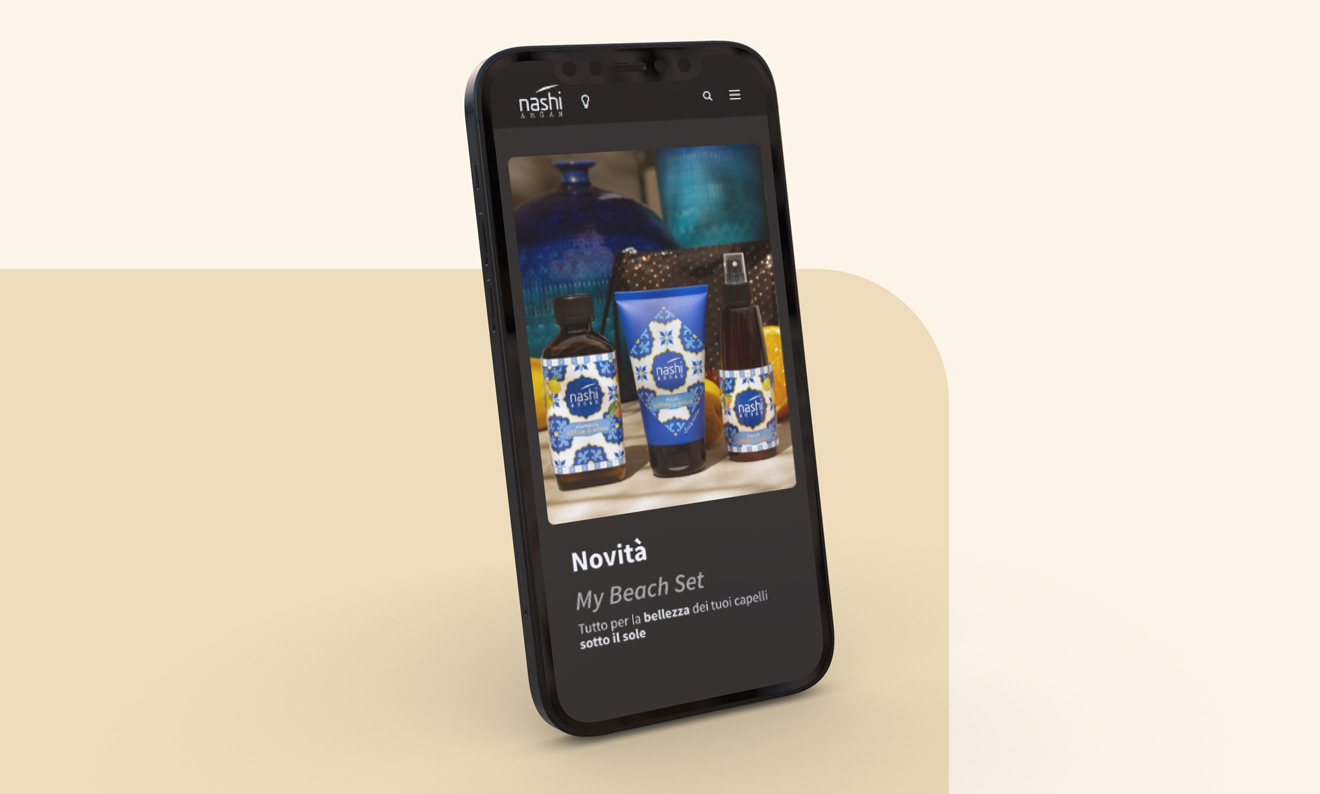 nashi
ARGAN
nashi
ARGAN
shampoo
nashi
ARGAN
nashi
Novità
My Beach Set
Tutto per la bellezza dei tuoi capelli
sotto il sole